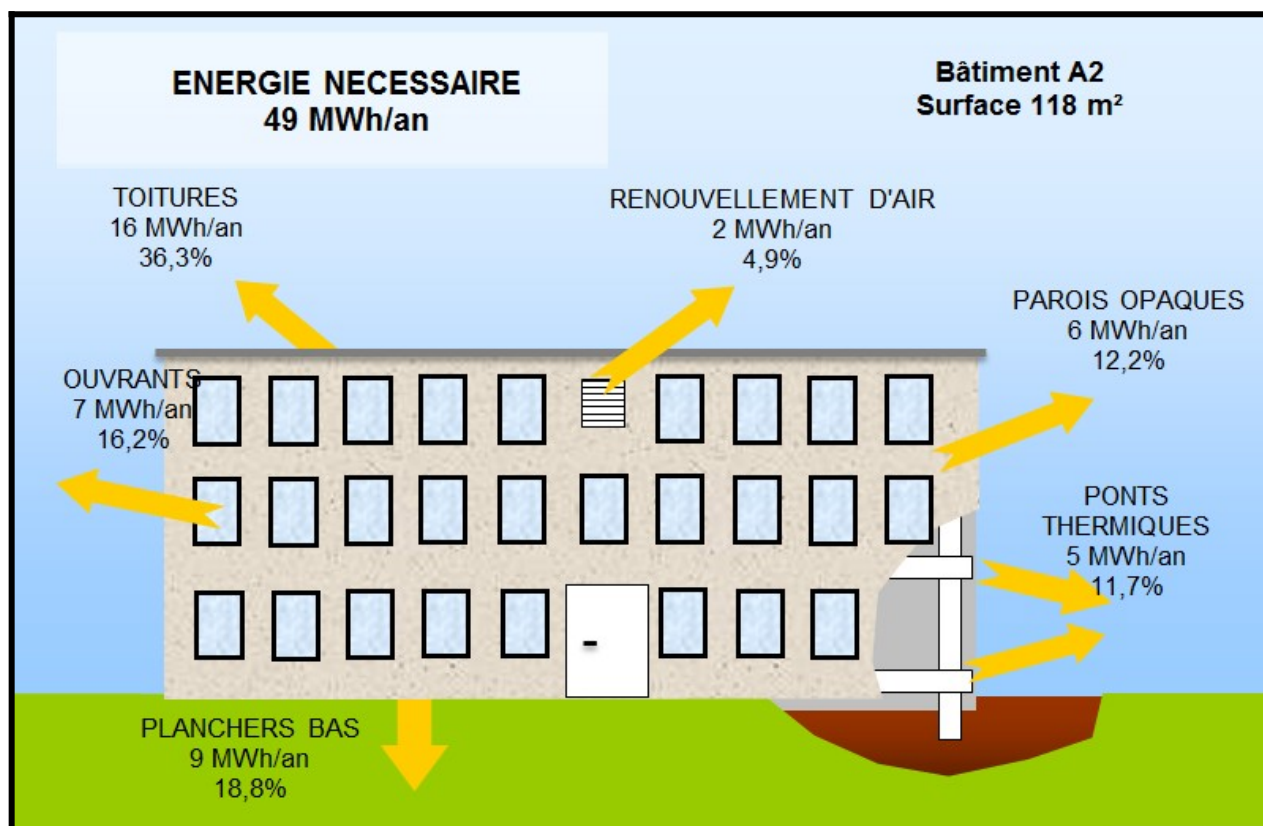 ENERGIE NECESSAIRE
49 MWh/an
Bâtiment A2
Surface 118 m²
TOITURES
16 MWh/an
36,3%
RENOUVELLEMENT D'AIR
2 MWh/an
4,9%
PAROIS OPAQUES
6 MWh/an
12,2%
OUVRANTS
7 MWh/an
16,2%
PONTS
THERMIQUES
5 MWh/an
11,7%
PLANCHERS BAS
9 MWh/an
18,8%